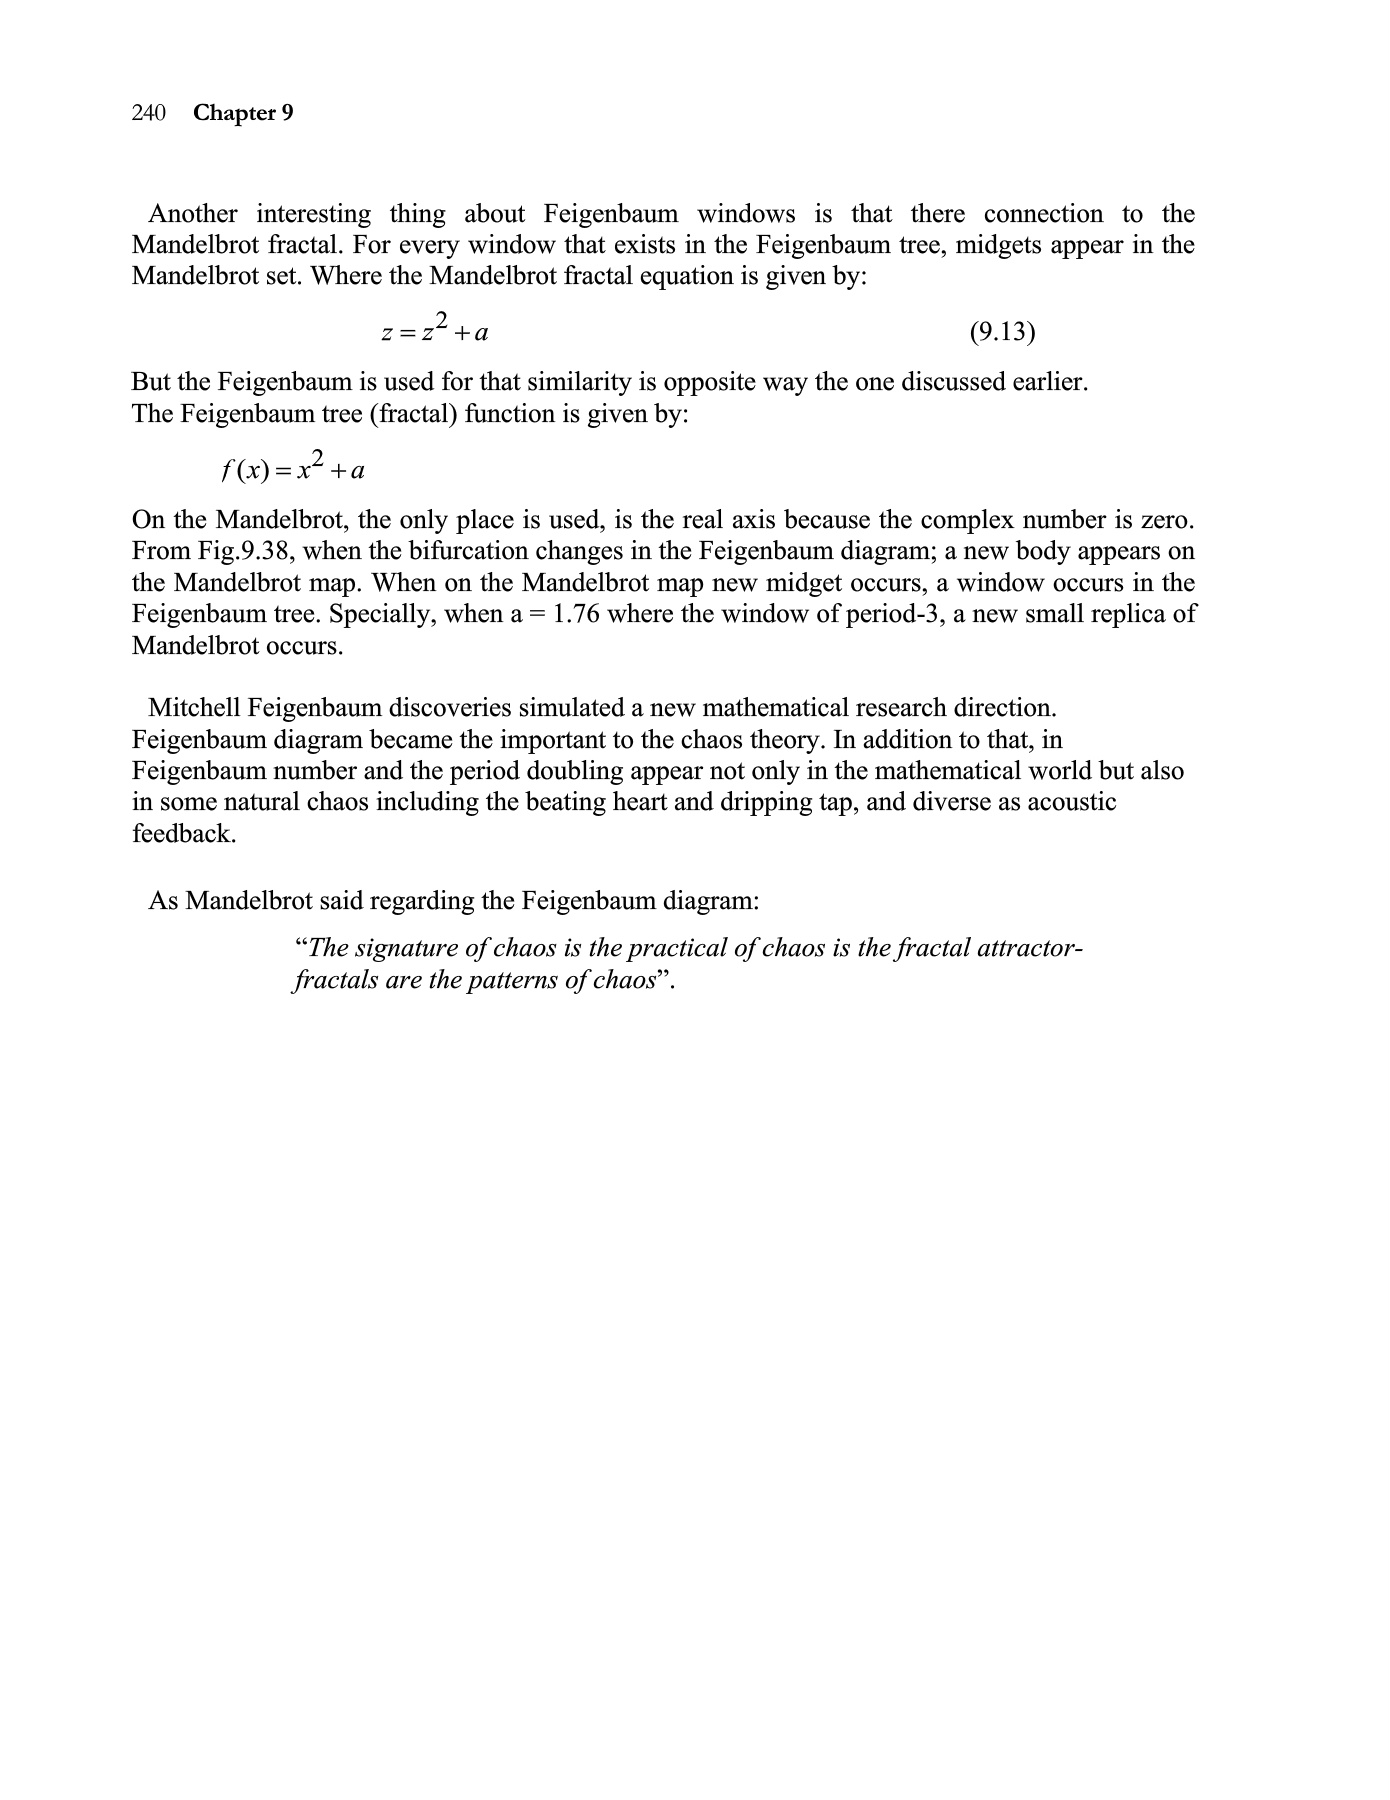 240 Chapter 9
Another interesting thing about Feigenbaum windows is that there connection to the
Mandelbrot fractal. For every window that exists in the Feigenbaum tree, midgets appear in the
Mandelbrot set. Where the Mandelbrot fractal equation is given by:
z = z² + a (9.13)
But the Feigenbaum is used for that similarity is opposite way the one discussed earlier.
The Feigenbaum tree (fractal) function is given by:
f (x) = x² + a
On the Mandelbrot, the only place is used, is the real axis because the complex number is zero.
From Fig.9.38, when the bifurcation changes in the Feigenbaum diagram; a new body appears on
the Mandelbrot map. When on the Mandelbrot map new midget occurs, a window occurs in the
Feigenbaum tree. Specially, when a = 1.76 where the window of period-3, a new small replica of
Mandelbrot occurs.
Mitchell Feigenbaum discoveries simulated a new mathematical research direction.
Feigenbaum diagram became the important to the chaos theory. In addition to that, in
Feigenbaum number and the period doubling appear not only in the mathematical world but also
in some natural chaos including the beating heart and dripping tap, and diverse as acoustic
feedback.
As Mandelbrot said regarding the Feigenbaum diagram:
“The signature of chaos is the practical of chaos is the fractal attractor-
fractals are the patterns of chaos”.